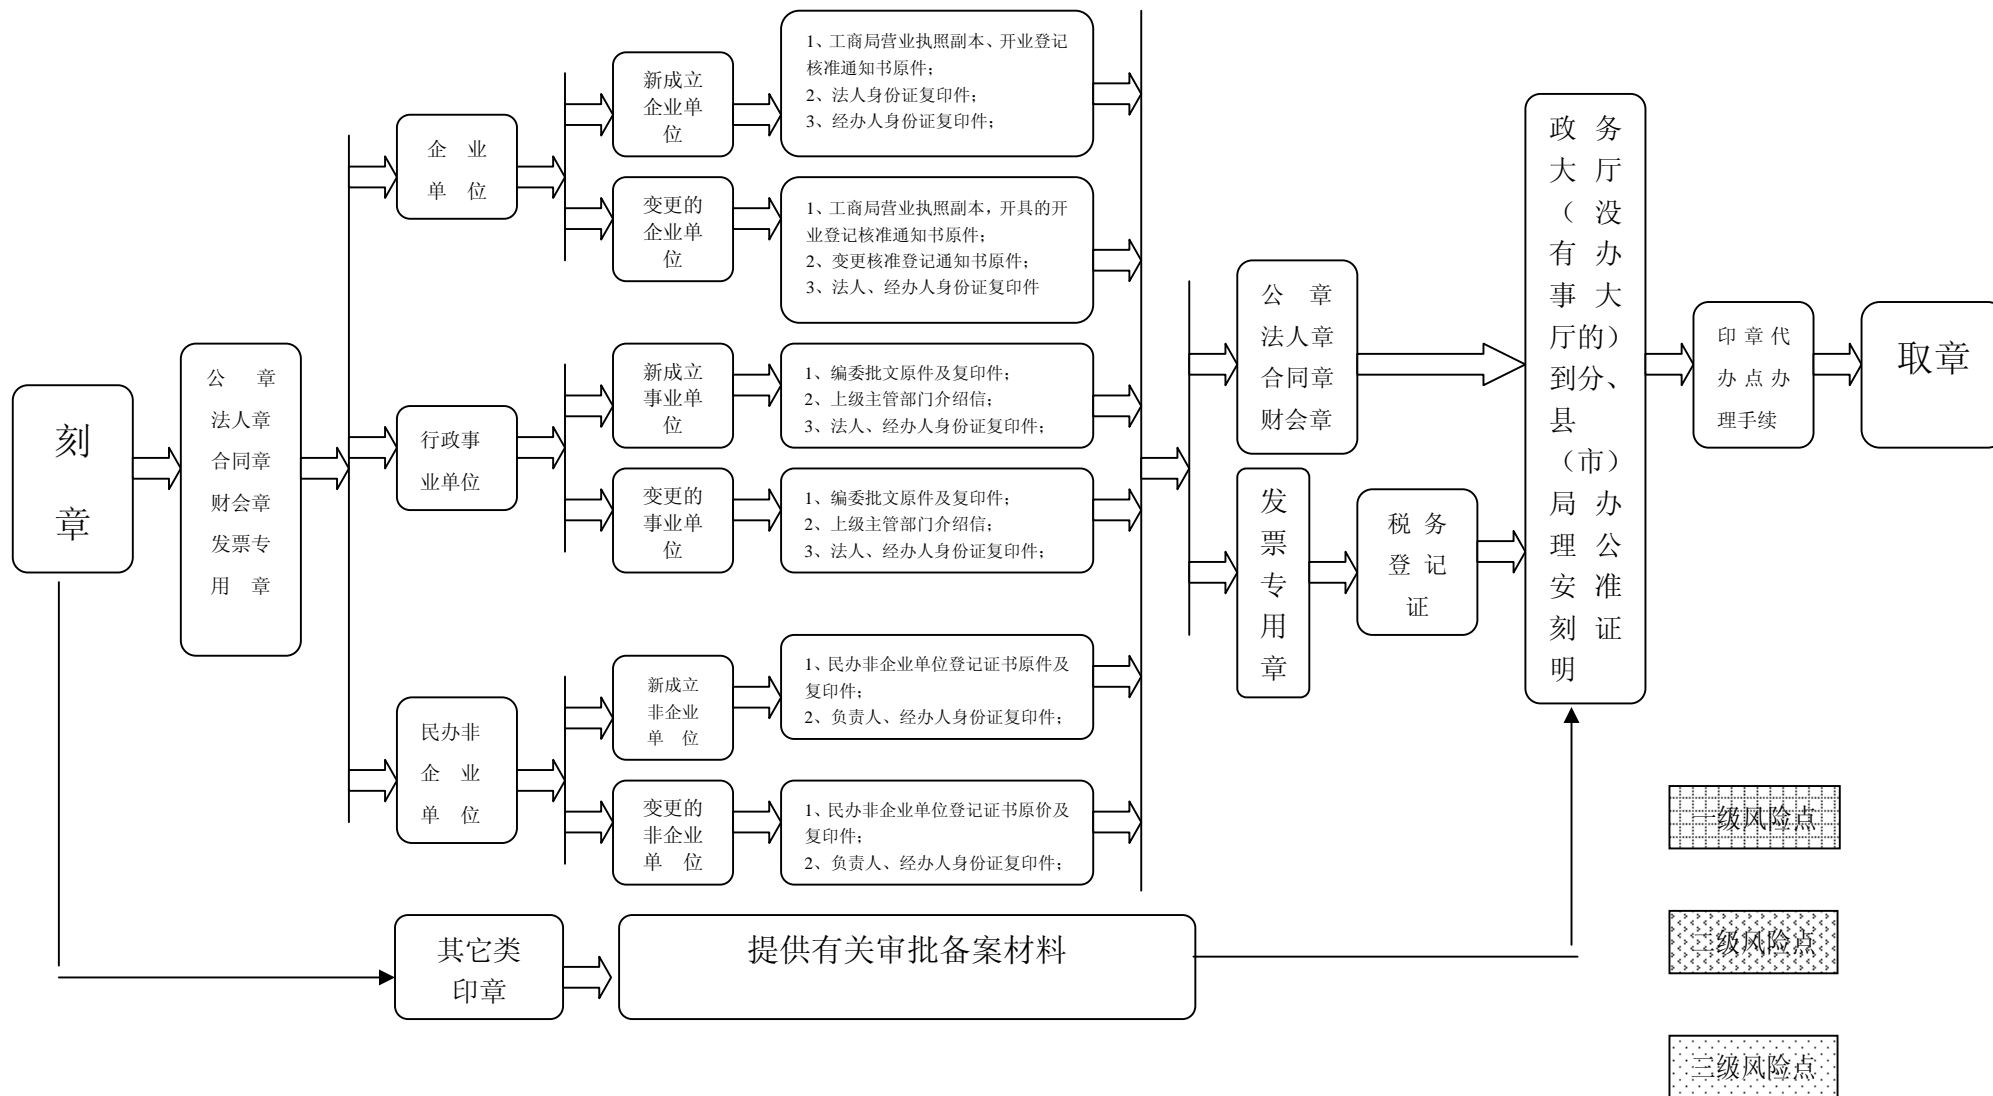 刻
章
公 章
法人章
合同章
财会章
发票专
用 章
企 业
单 位
新成立
企业单
位
1、工商局营业执照副本、开业登记
核准通知书原件;
2、法人身份证复印件;
3、经办人身份证复印件;
变更的
企业单
位
1、工商局营业执照副本，开具的开
业登记核准通知书原件;
2、变更核准登记通知书原件;
3、法人、经办人身份证复印件
行政事
业单位
新成立
事业单
位
1、编委批文原件及复印件;
2、上级主管部门介绍信;
3、法人、经办人身份证复印件;
变更的
事业单
位
1、编委批文原件及复印件;
2、上级主管部门介绍信;
3、法人、经办人身份证复印件;
民办非
企 业
单 位
新成立
非企业
单 位
1、民办非企业单位登记证书原件及
复印件;
2、负责人、经办人身份证复印件;
变更的
非企业
单 位
1、民办非企业单位登记证书原价及
复印件;
2、负责人、经办人身份证复印件;
其它类
印章
提供有关审批备案材料
公 章
法人章
合同章
财会章
发
票
专
用
章
税 务
登 记
证
政 务
大 厅
（ 没
有 办
事 大
厅的）
到分、
县
（市）
局 办
理 公
安 准
刻 证
明
印 章 代
办 点 办
理手续
取章
一级风险点
二级风险点
三级风险点